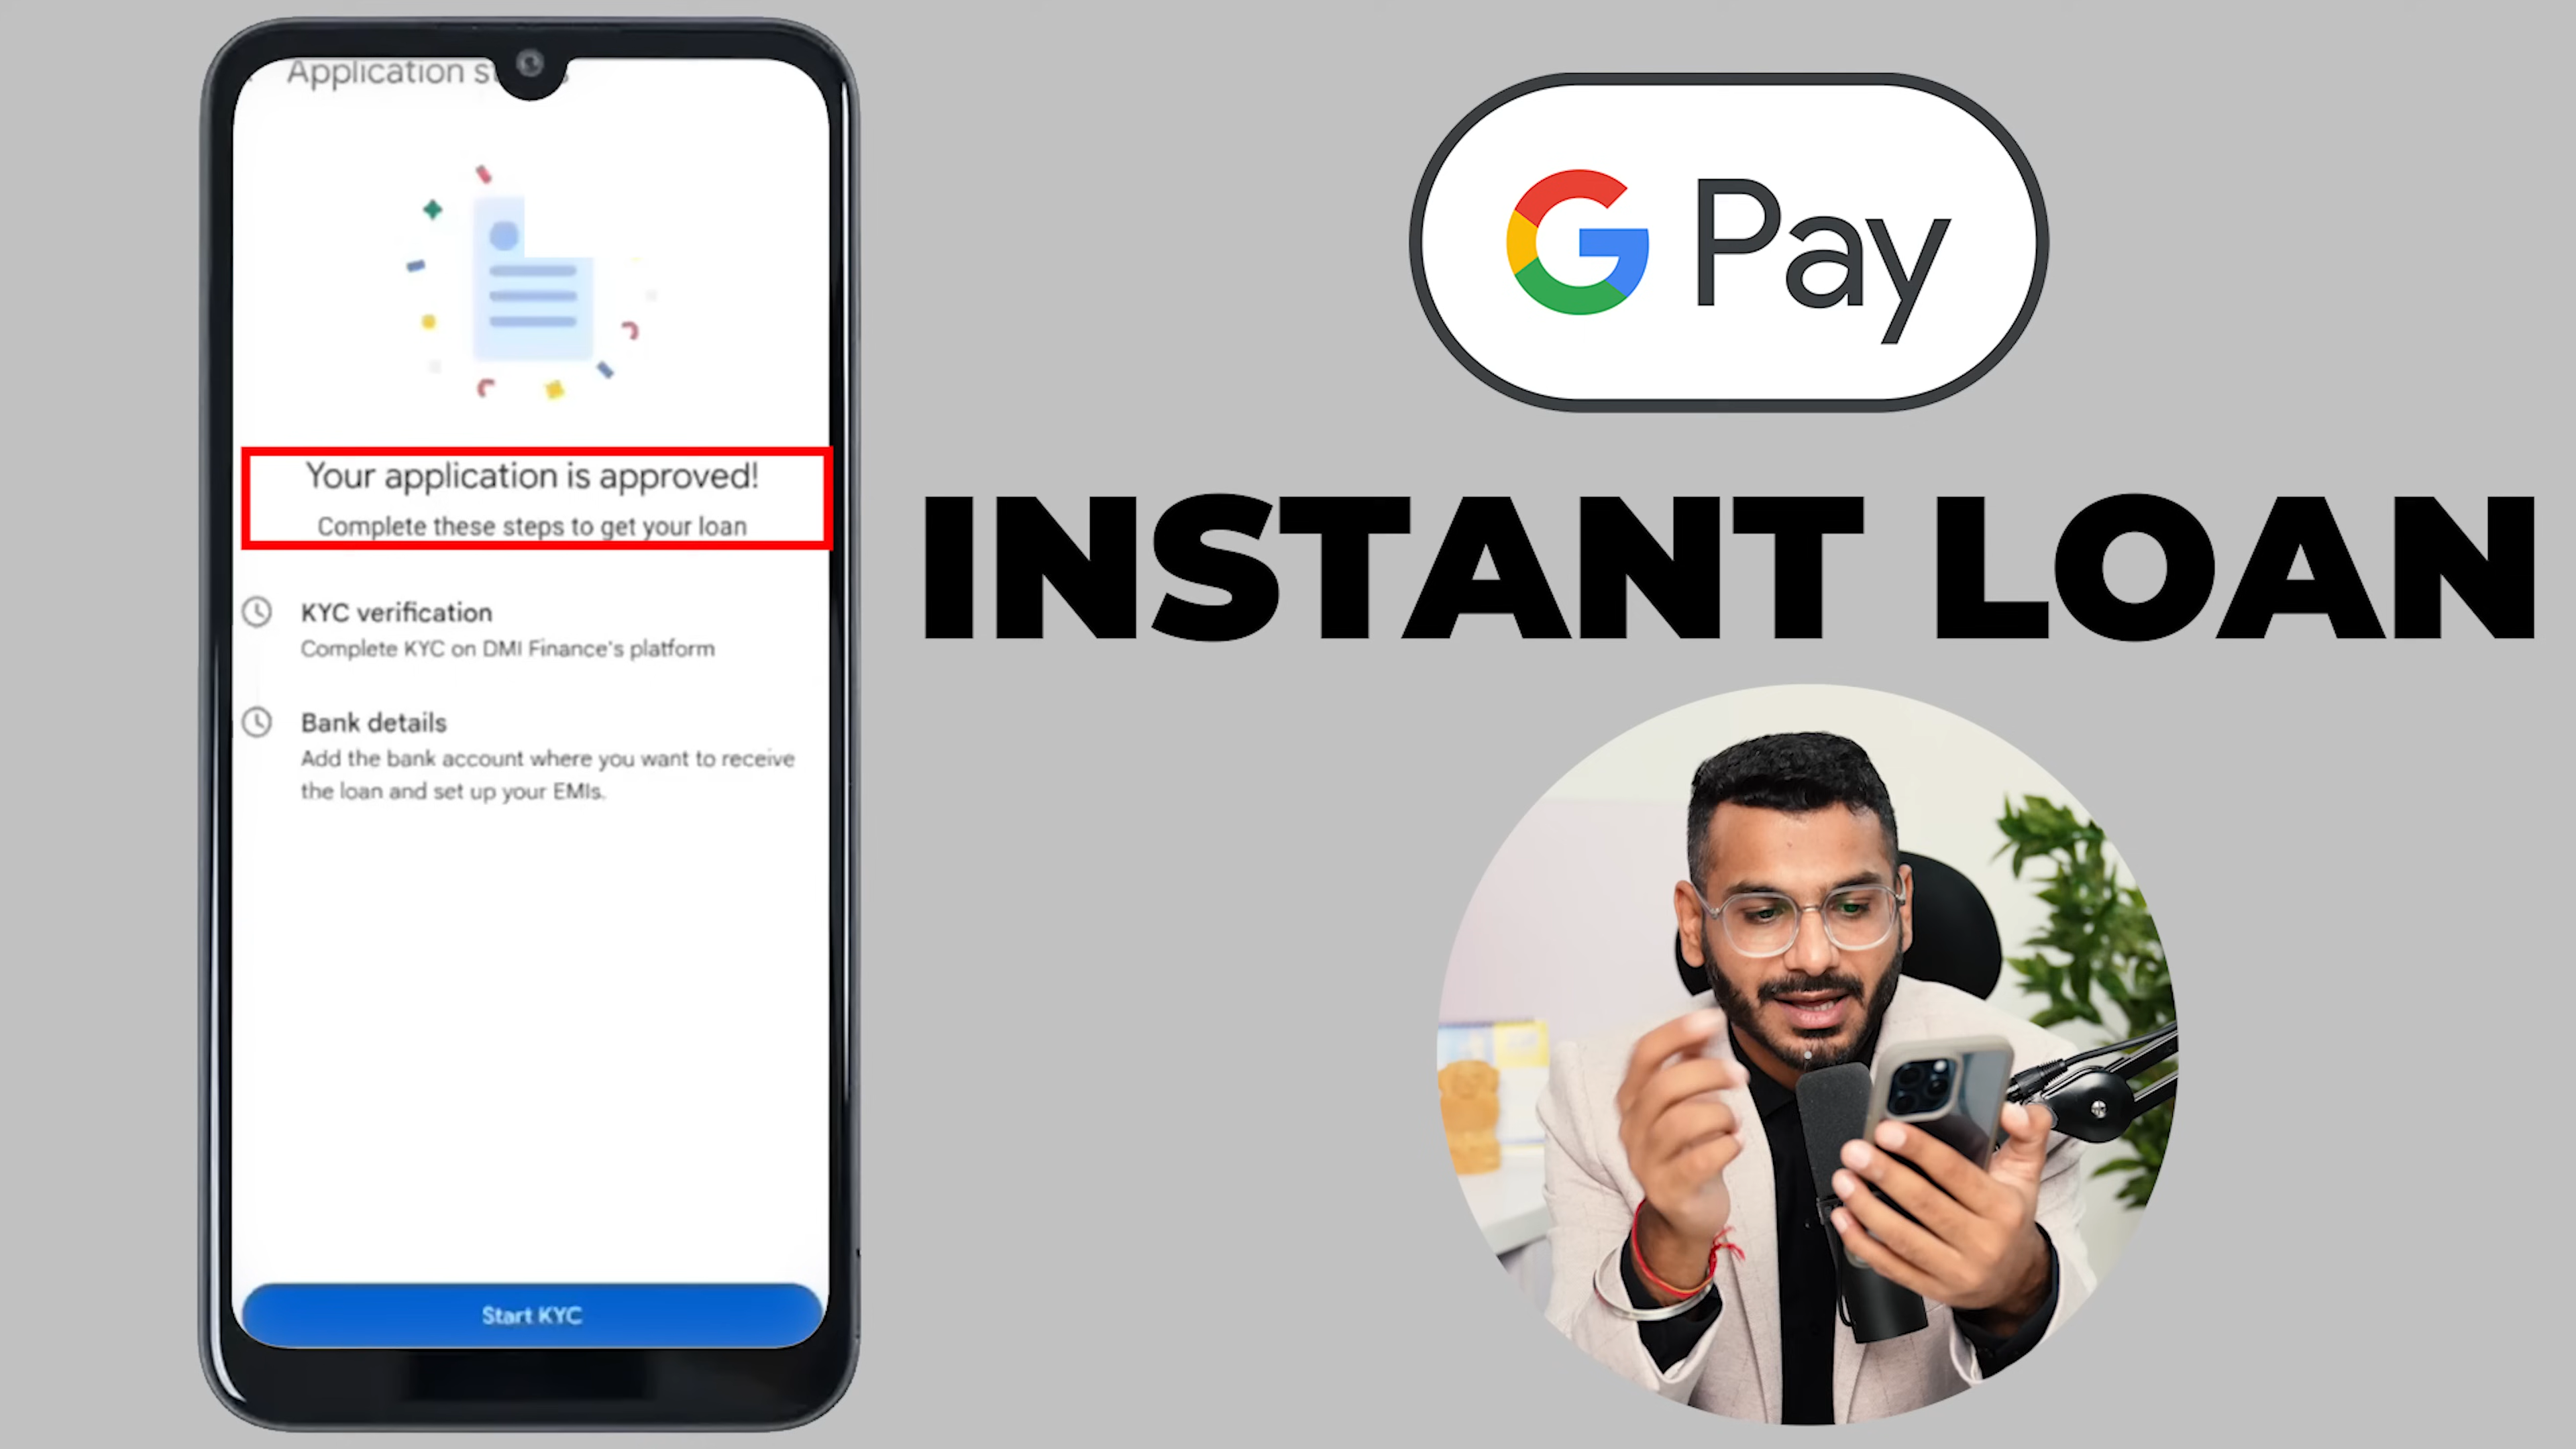 Application
Your application is approved!
Complete these steps to get your loan
KYC verification
Complete KYC on DMI Finance's platform
Bank details
Add the bank account where you want to receive
the loan and set up your EMIs.
Start KYC
G Pay
INSTANT LOAN